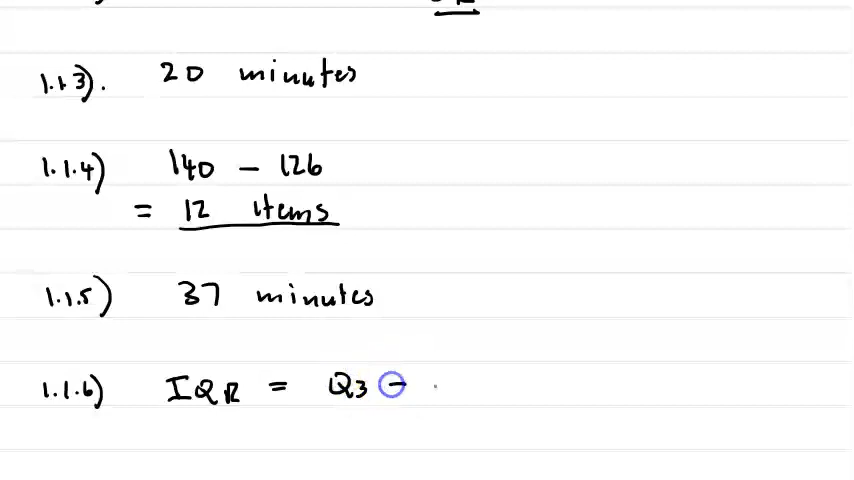 1.1.3). 20 minutes
1.1.4) 140 - 126
= 12 items
1.1.5) 37 minutes
1.1.6) IQR = Q3 -